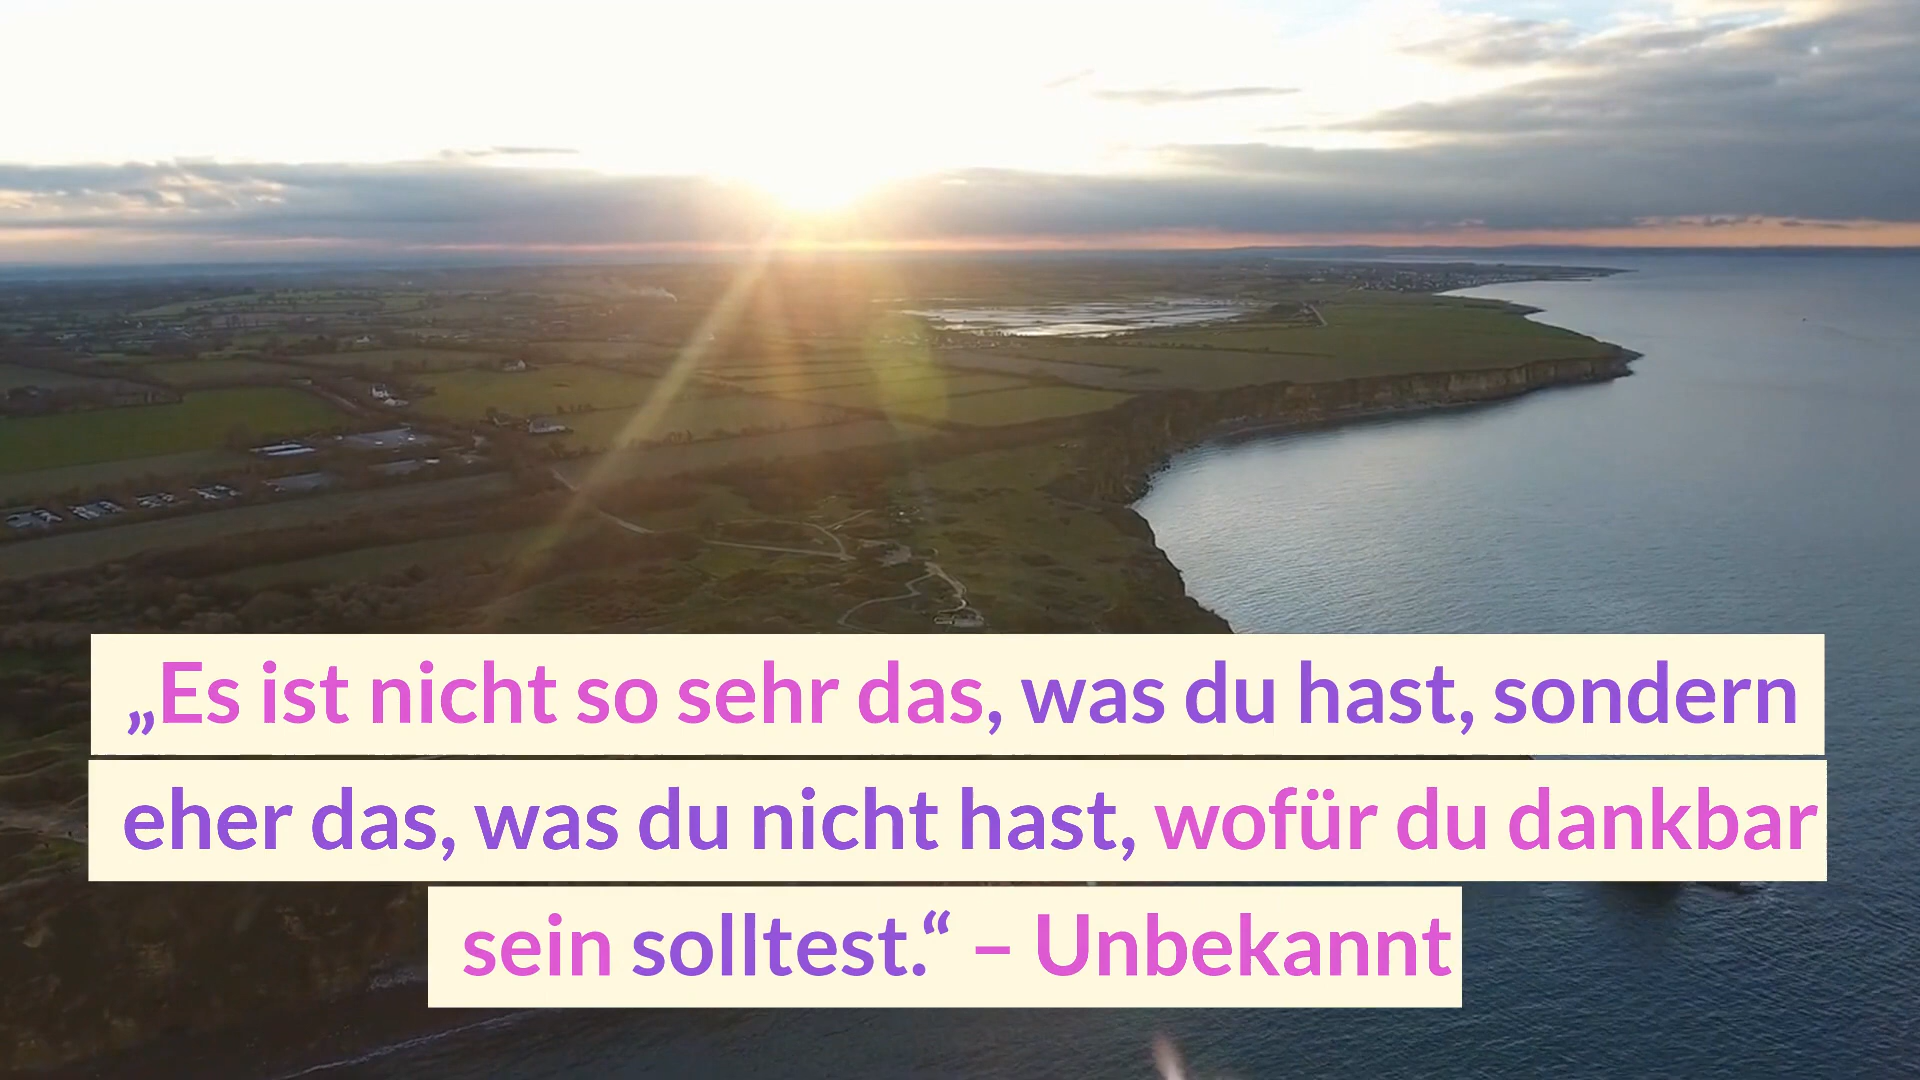 „Es ist nicht so sehr das, was du hast, sondern
eher das, was du nicht hast, wofür du dankbar
sein solltest.“ – Unbekannt